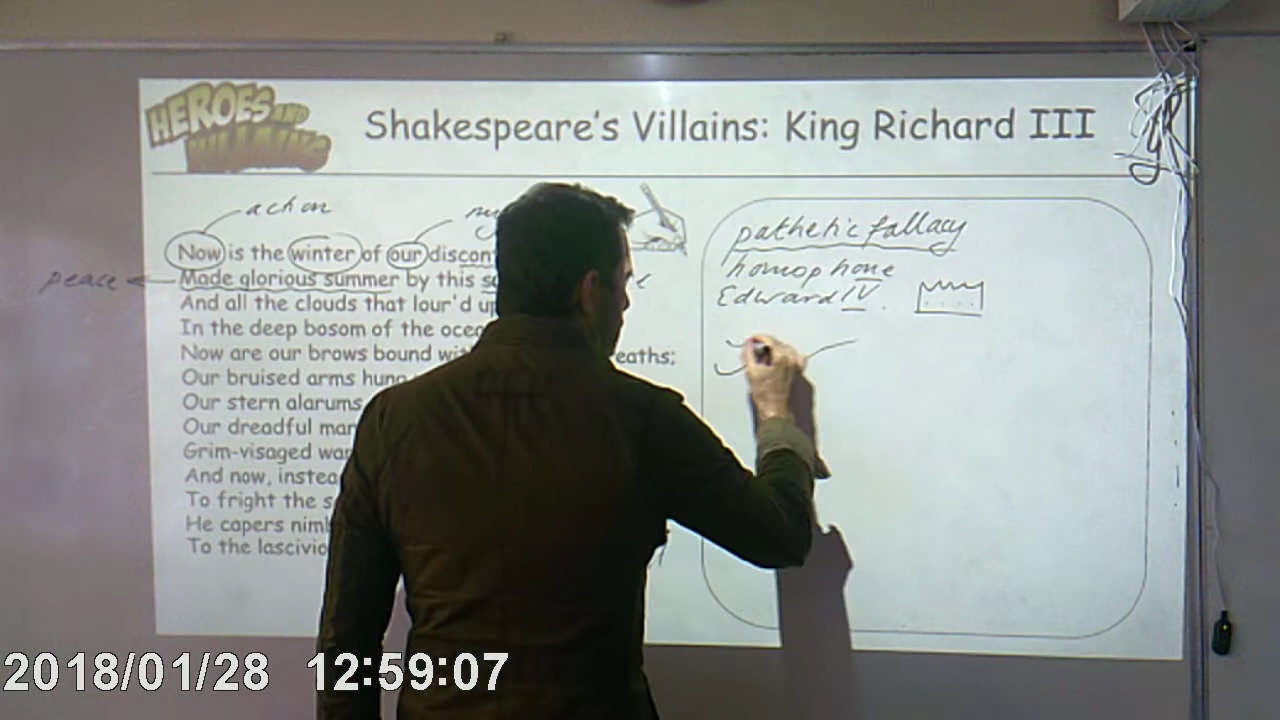 HEROES AND VILLAINS
Shakespeare's Villains: King Richard III
action
Now is the winter of our discon
peace Made glorious summer by this s
And all the clouds that lour'd u
In the deep bosom of the ocea
Now are our brows bound wi eaths;
Our bruised arms hung
Our stern alarums
Our dreadful mar
Grim-visaged wa
And now, instea
To fright the s
He capers nim
To the lascivio
pathetic fallacy
homophone
Edward IV.
2018/01/28 12:59:07